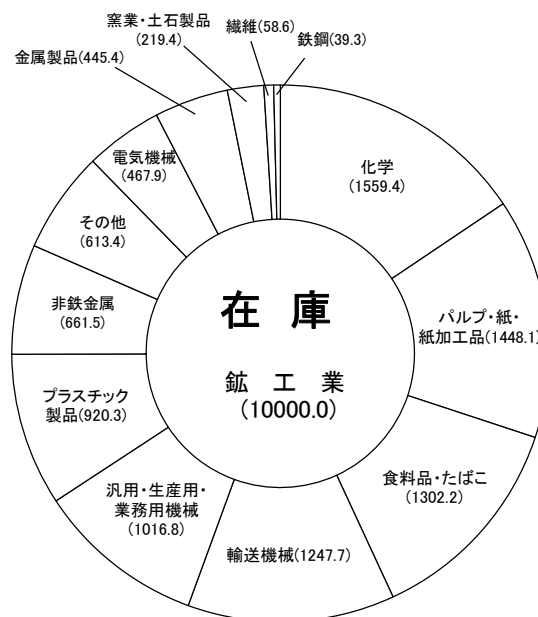 窯業・土石製品
(219.4)
繊維(58.6)
鉄鋼(39.3)
金属製品(445.4)
電気機械
(467.9)
化学
(1559.4)
その他
(613.4)
非鉄金属
(661.5)
在 庫
鉱 工 業
(10000.0)
パルプ・紙・
紙加工品(1448.1)
プラスチック
製品(920.3)
食料品・たばこ
(1302.2)
汎用・生産用・
業務用機械
(1016.8)
輸送機械(1247.7)